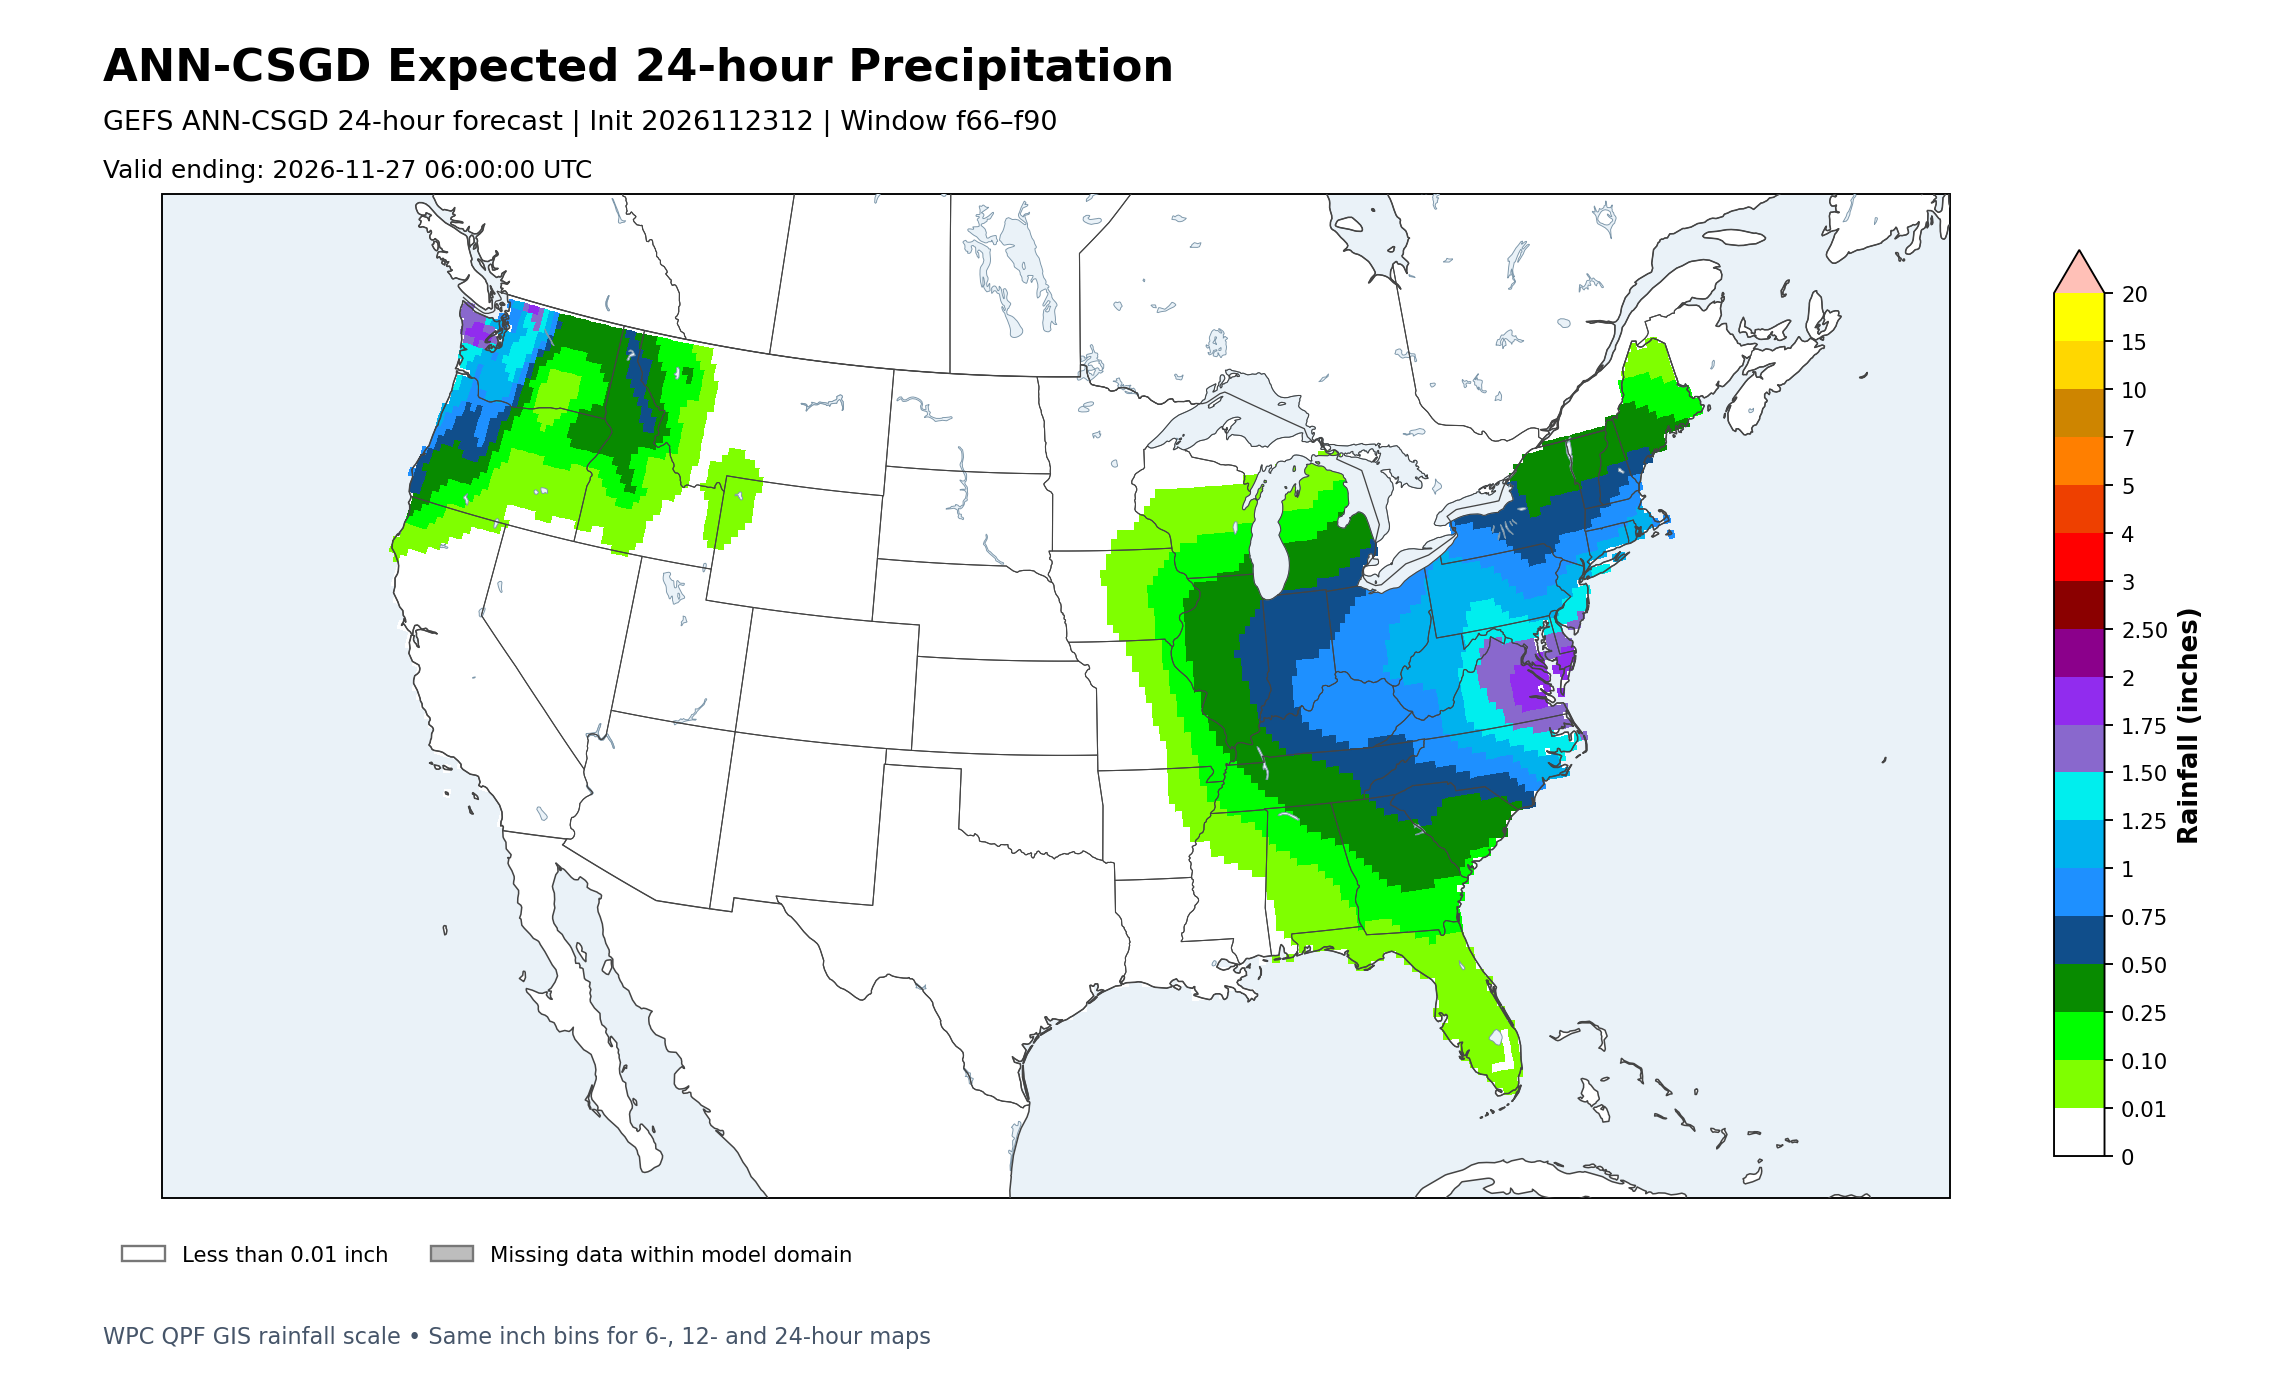 ANN-CSGD Expected 24-hour Precipitation
GEFS ANN-CSGD 24-hour forecast | Init 2026112312 | Window f66–f90
Valid ending: 2026-11-27 06:00:00 UTC
20
15
10
7
5
4
3
2.50
2
1.75
1.50
1.25
1
0.75
0.50
0.25
0.10
0.01
0
Rainfall (inches)
Less than 0.01 inch
Missing data within model domain
WPC QPF GIS rainfall scale • Same inch bins for 6-, 12- and 24-hour maps